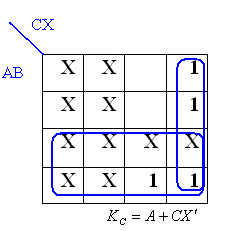 CX
AB
X X 1
X X 1
X X X X
X X 1 1
K_C = A + CX'